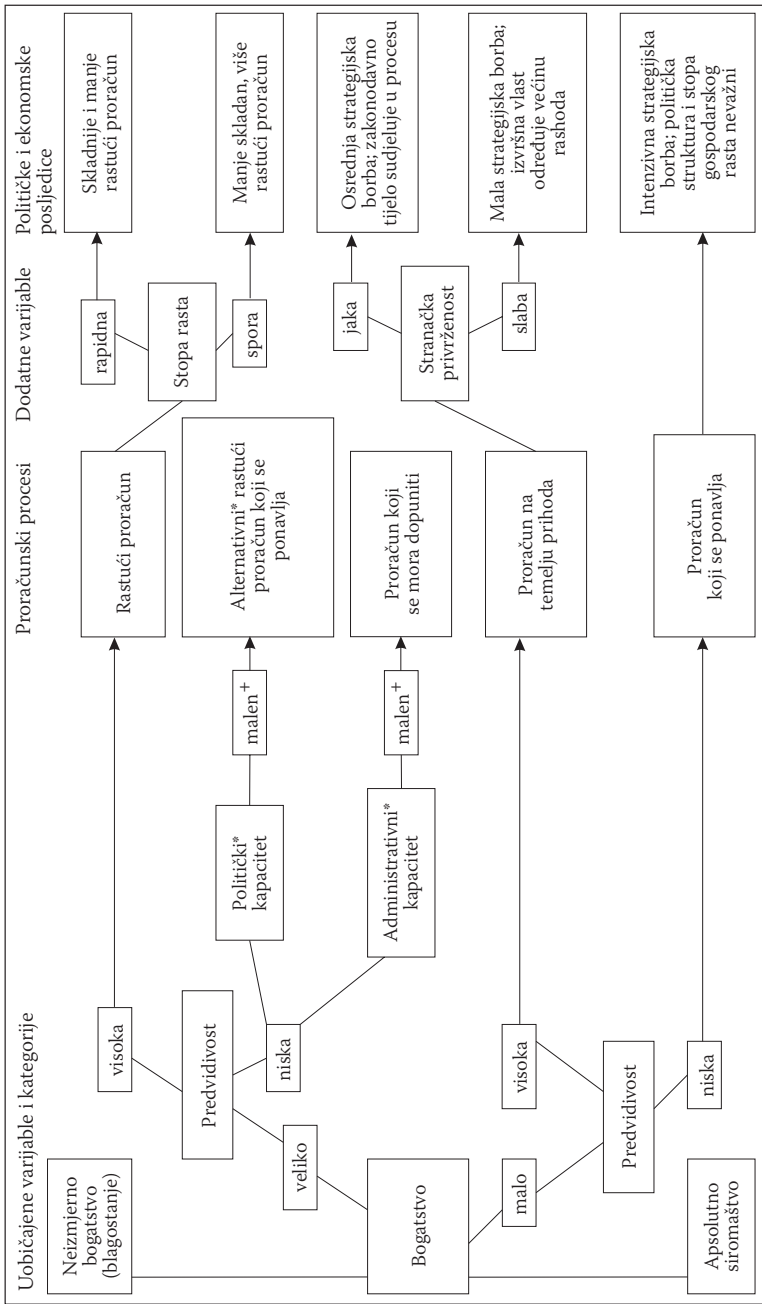 Uobičajene varijable i kategorije
Proračunski procesi
Dodatne varijable
Političke i ekonomske
posljedice
Neizmjerno
bogatstvo
(blagostanje)
visoka
Rastući proračun
rapidna
Skladnije i manje
rastući proračun
Predvidivost
Stopa rasta
niska
Politički*
kapacitet
malen +
Alternativni* rastući
proračun koji se
ponavlja
spora
Manje skladan, više
rastući proračun
veliko
Bogatstvo
Administrativni*
kapacitet
malen +
Proračun koji
se mora dopuniti
jaka
Osrednja strategijska
borba; zakonodavno
tijelo sudjeluje u procesu
Stranačka
privrženost
malo
visoka
Proračun na
temelju prihoda
slaba
Mala strategijska borba;
izvršna vlast
određuje većinu
rashoda
Predvidivost
Apsolutno
siromaštvo
niska
Proračun
koji se ponavlja
Intenzivna strategijska
borba; politička
struktura i stopa
gospodarskog
rasta nevažni